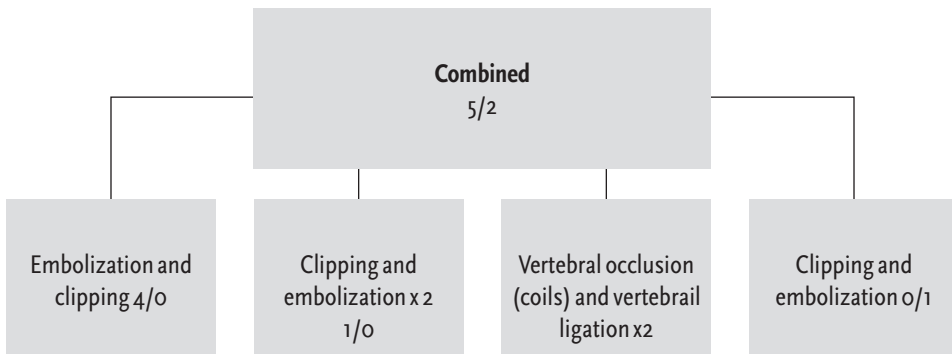 Combined
5/2
Embolization and
clipping 4/0
Clipping and
embolization x 2
1/0
Vertebral occlusion
(coils) and vertebrail
ligation x2
Clipping and
embolization 0/1